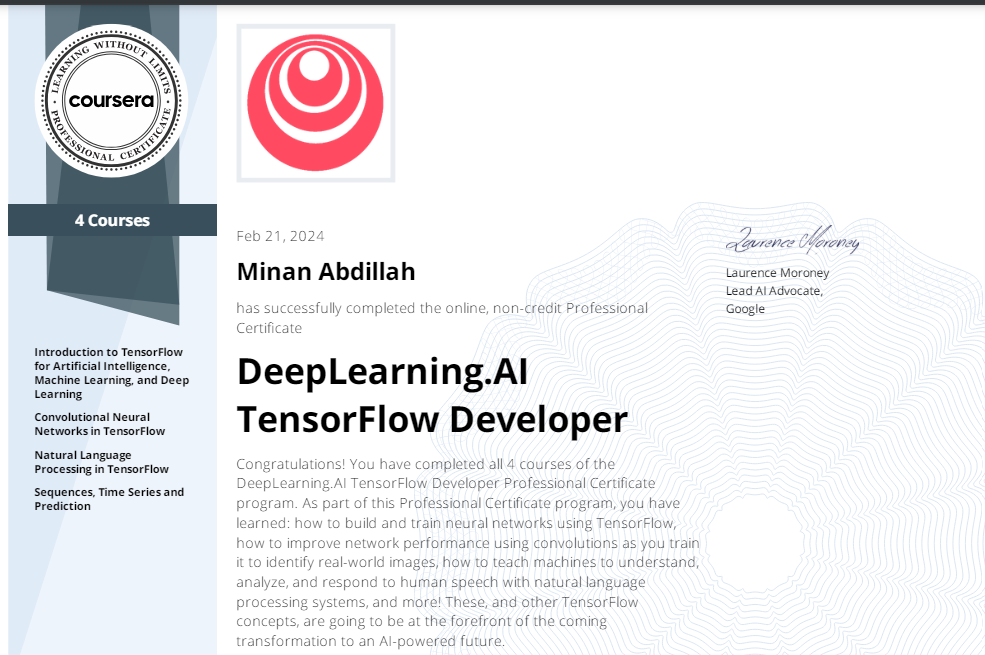 LEARNING WITHOUT LIMITS
coursera
PROFESSIONAL CERTIFICATE
4 Courses
Introduction to TensorFlow
for Artificial Intelligence,
Machine Learning, and Deep
Learning
Convolutional Neural
Networks in TensorFlow
Natural Language
Processing in TensorFlow
Sequences, Time Series and
Prediction
Feb 21, 2024
Minan Abdillah
has successfully completed the online, non-credit Professional
Certificate
DeepLearning.AI
TensorFlow Developer
Congratulations! You have completed all 4 courses of the
DeepLearning.AI TensorFlow Developer Professional Certificate
program. As part of this Professional Certificate program, you have
learned: how to build and train neural networks using TensorFlow,
how to improve network performance using convolutions as you train
it to identify real-world images, how to teach machines to understand,
analyze, and respond to human speech with natural language
processing systems, and more! These, and other TensorFlow
concepts, are going to be at the forefront of the coming
transformation to an AI-powered future.
Laurence Moroney
Laurence Moroney
Lead AI Advocate,
Google